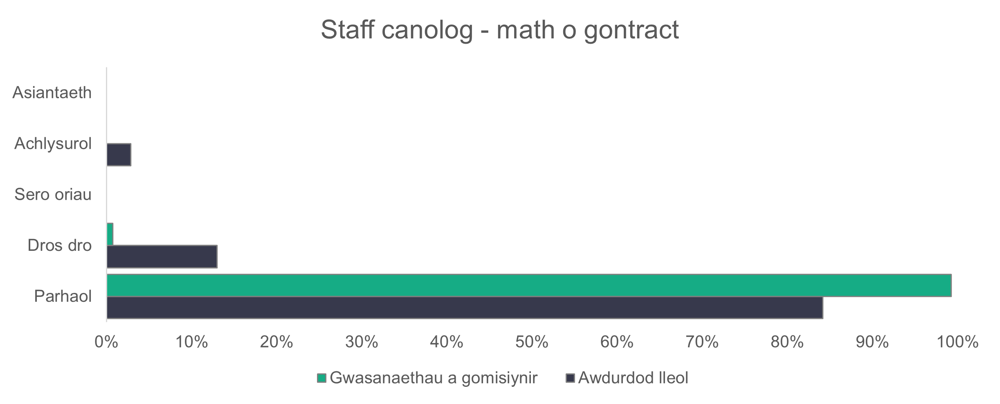 Staff canolog - math o gontract
Asiantaeth
Achlysurol
Sero oriau
Dros dro
Parhaol
0% 10% 20% 30% 40% 50% 60% 70% 80% 90% 100%
Gwasanaethau a gomisiynir Awdurdod lleol